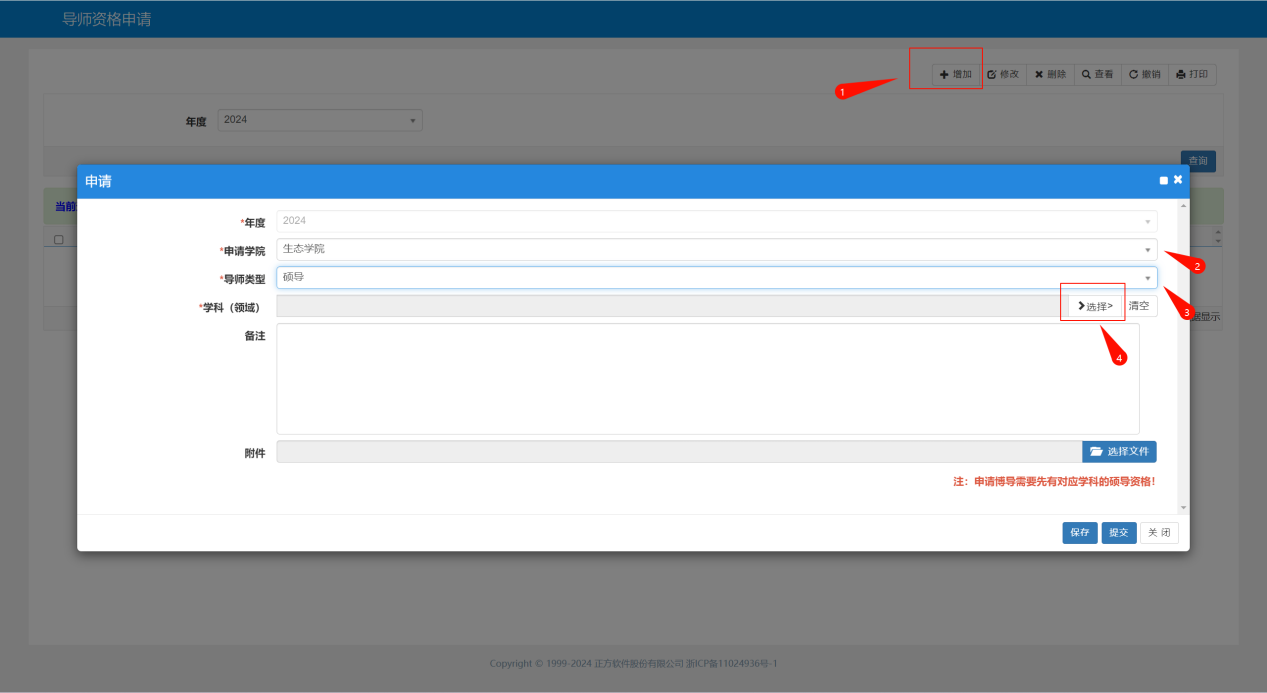 导师资格申请
增加 修改 删除 查看 撤销 打印
1
年度 2024
查询
申请
当前
*年度 2024
*申请学院 生态学院
2
*导师类型 硕导
*学科（领域） 选择> 清空
3
据显示
备注
4
附件 选择文件
注：申请博导需要先有对应学科的硕导资格！
保存 提交 关闭
Copyright © 1999-2024 正方软件股份有限公司 浙ICP备11024936号-1